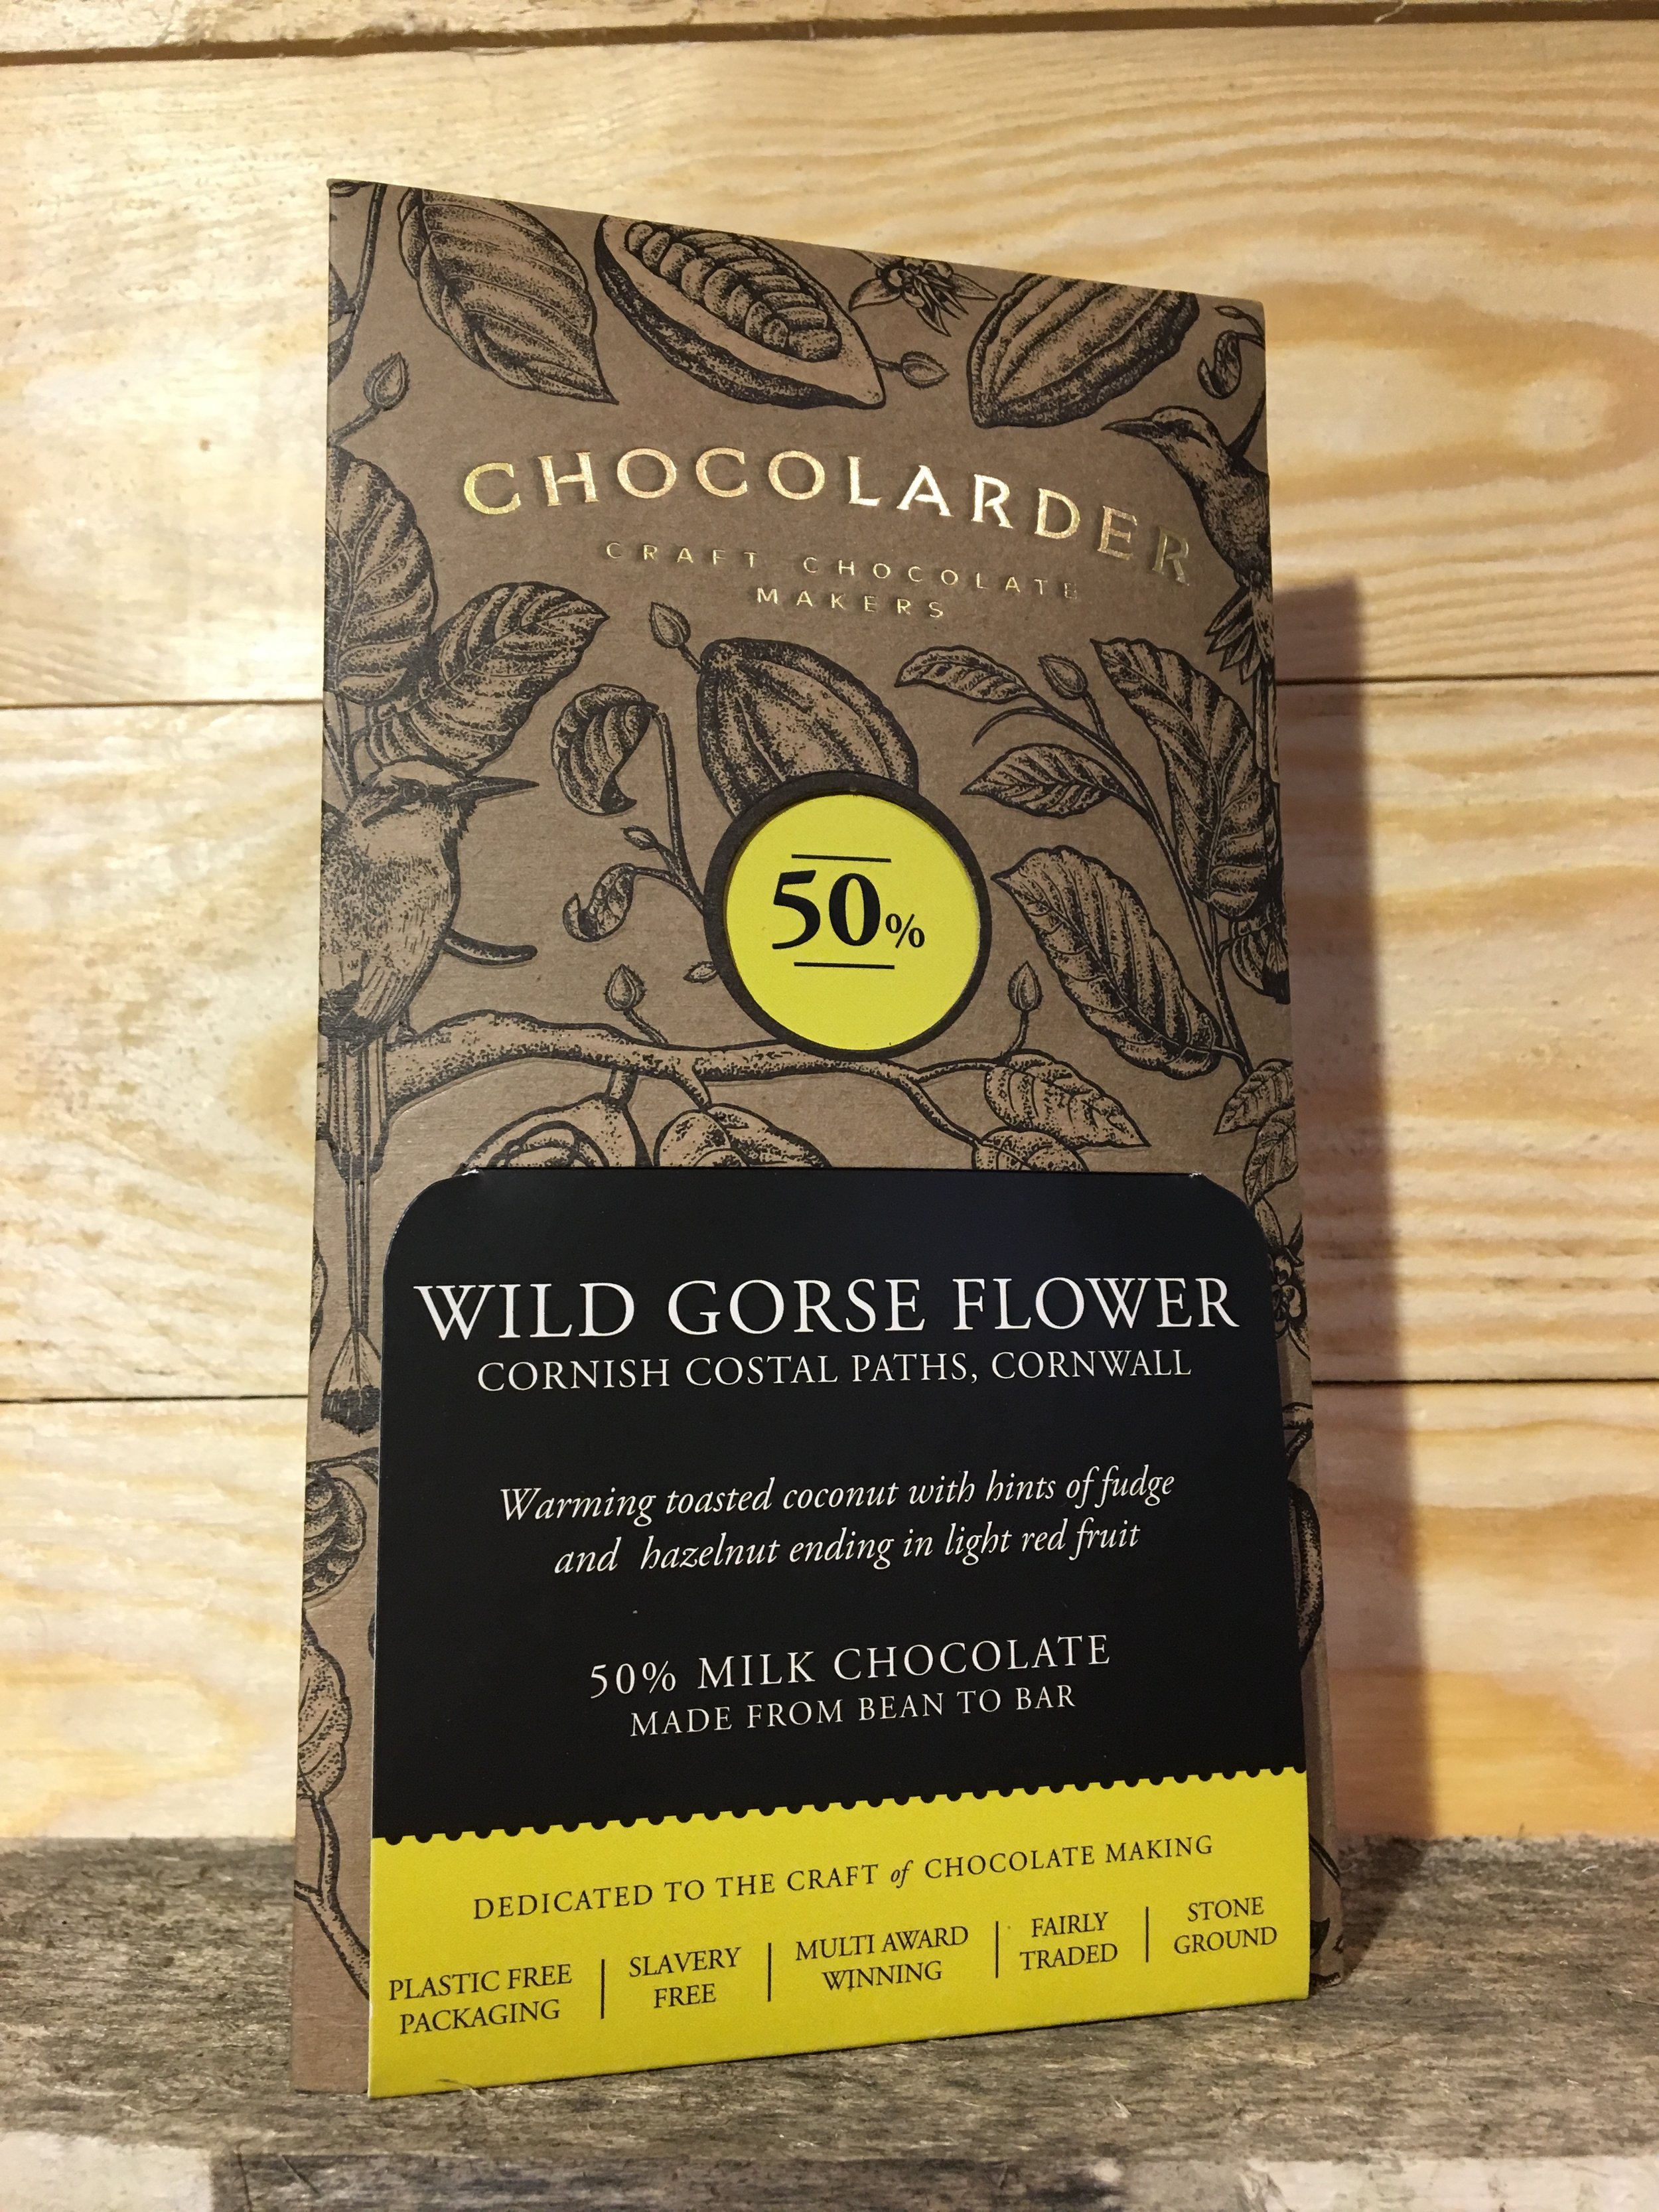 CHOCOLARDER
CRAFT CHOCOLATE
MAKERS
50%
WILD GORSE FLOWER
CORNISH COSTAL PATHS, CORNWALL
Warming toasted coconut with hints of fudge
and hazelnut ending in light red fruit
50% MILK CHOCOLATE
MADE FROM BEAN TO BAR
DEDICATED TO THE CRAFT of CHOCOLATE MAKING
PLASTIC FREE
PACKAGING
SLAVERY
FREE
MULTI AWARD
WINNING
FAIRLY
TRADED
STONE
GROUND